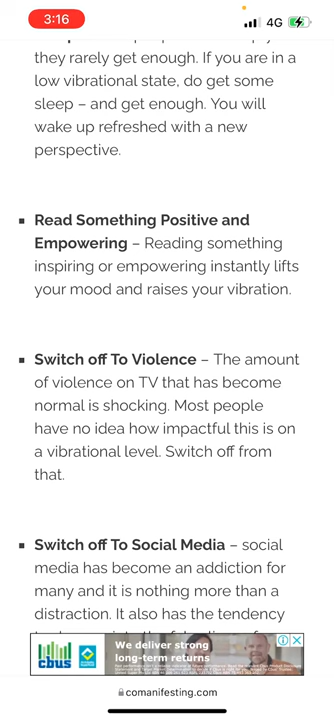 3:16
4G
they rarely get enough. If you are in a
low vibrational state, do get some
sleep – and get enough. You will
wake up refreshed with a new
perspective.
▪ Read Something Positive and
Empowering – Reading something
inspiring or empowering instantly lifts
your mood and raises your vibration.
▪ Switch off To Violence – The amount
of violence on TV that has become
normal is shocking. Most people
have no idea how impactful this is on
a vibrational level. Switch off from
that.
▪ Switch off To Social Media – social
media has become an addiction for
many and it is nothing more than a
distraction. It also has the tendency
cbus
We deliver strong
long-term returns
comanifesting.com